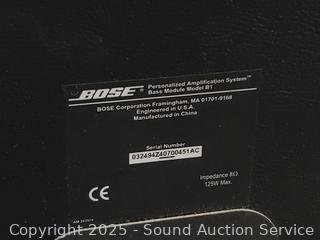 BOSE
Personalized Amplification System™
Bass Module Model B1
BOSE Corporation Framingham, MA 01701-9168
Engineered in U.S.A.
Manufactured in China
Serial Number
032494Z40700451AC
Impedance 8Ω
125W Max.
CE
Copyright 2025 - Sound Auction Service